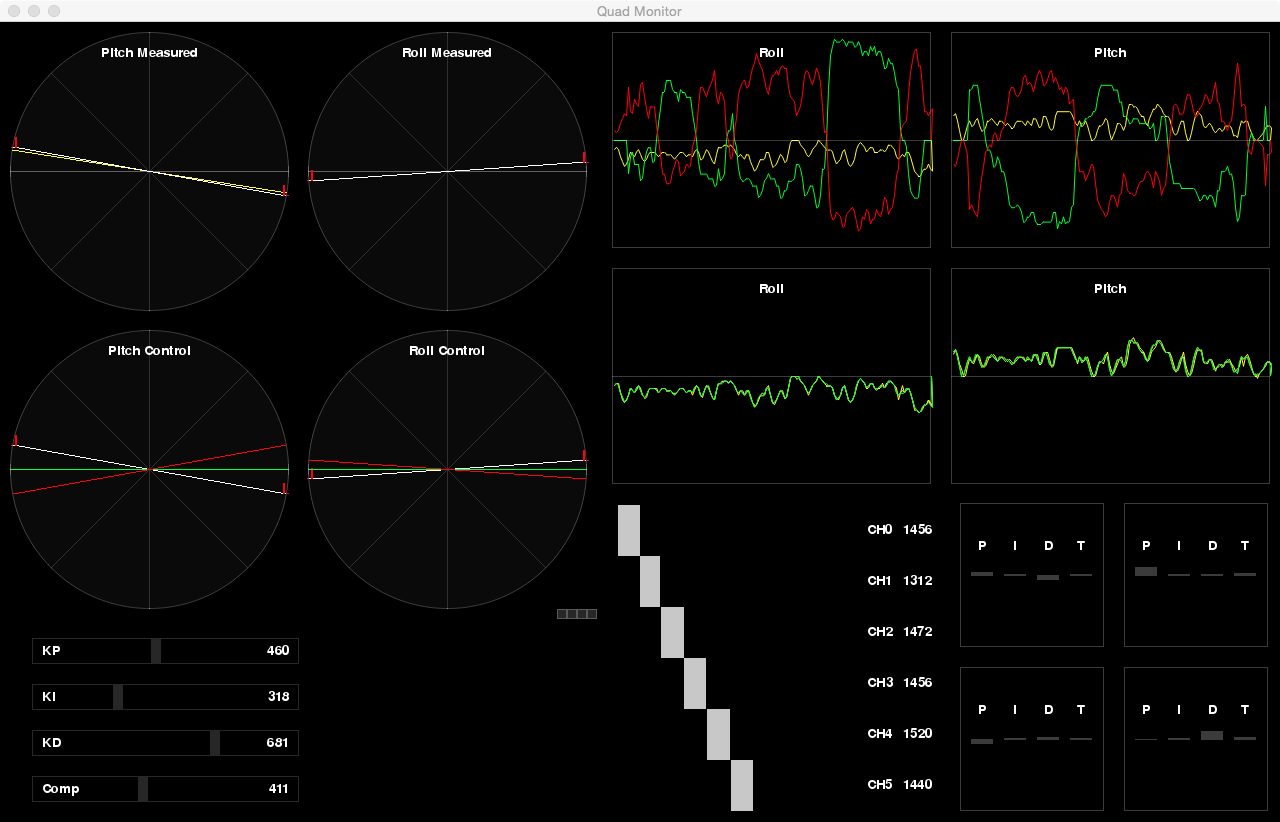 Quad Monitor
Pitch Measured
Roll Measured
Roll
Pitch
Pitch Control
Roll Control
Roll
Pitch
KP 460
KI 318
KD 681
Comp 411
CH0 1456
CH1 1312
CH2 1472
CH3 1456
CH4 1520
CH5 1440
P I D T
P I D T
P I D T
P I D T